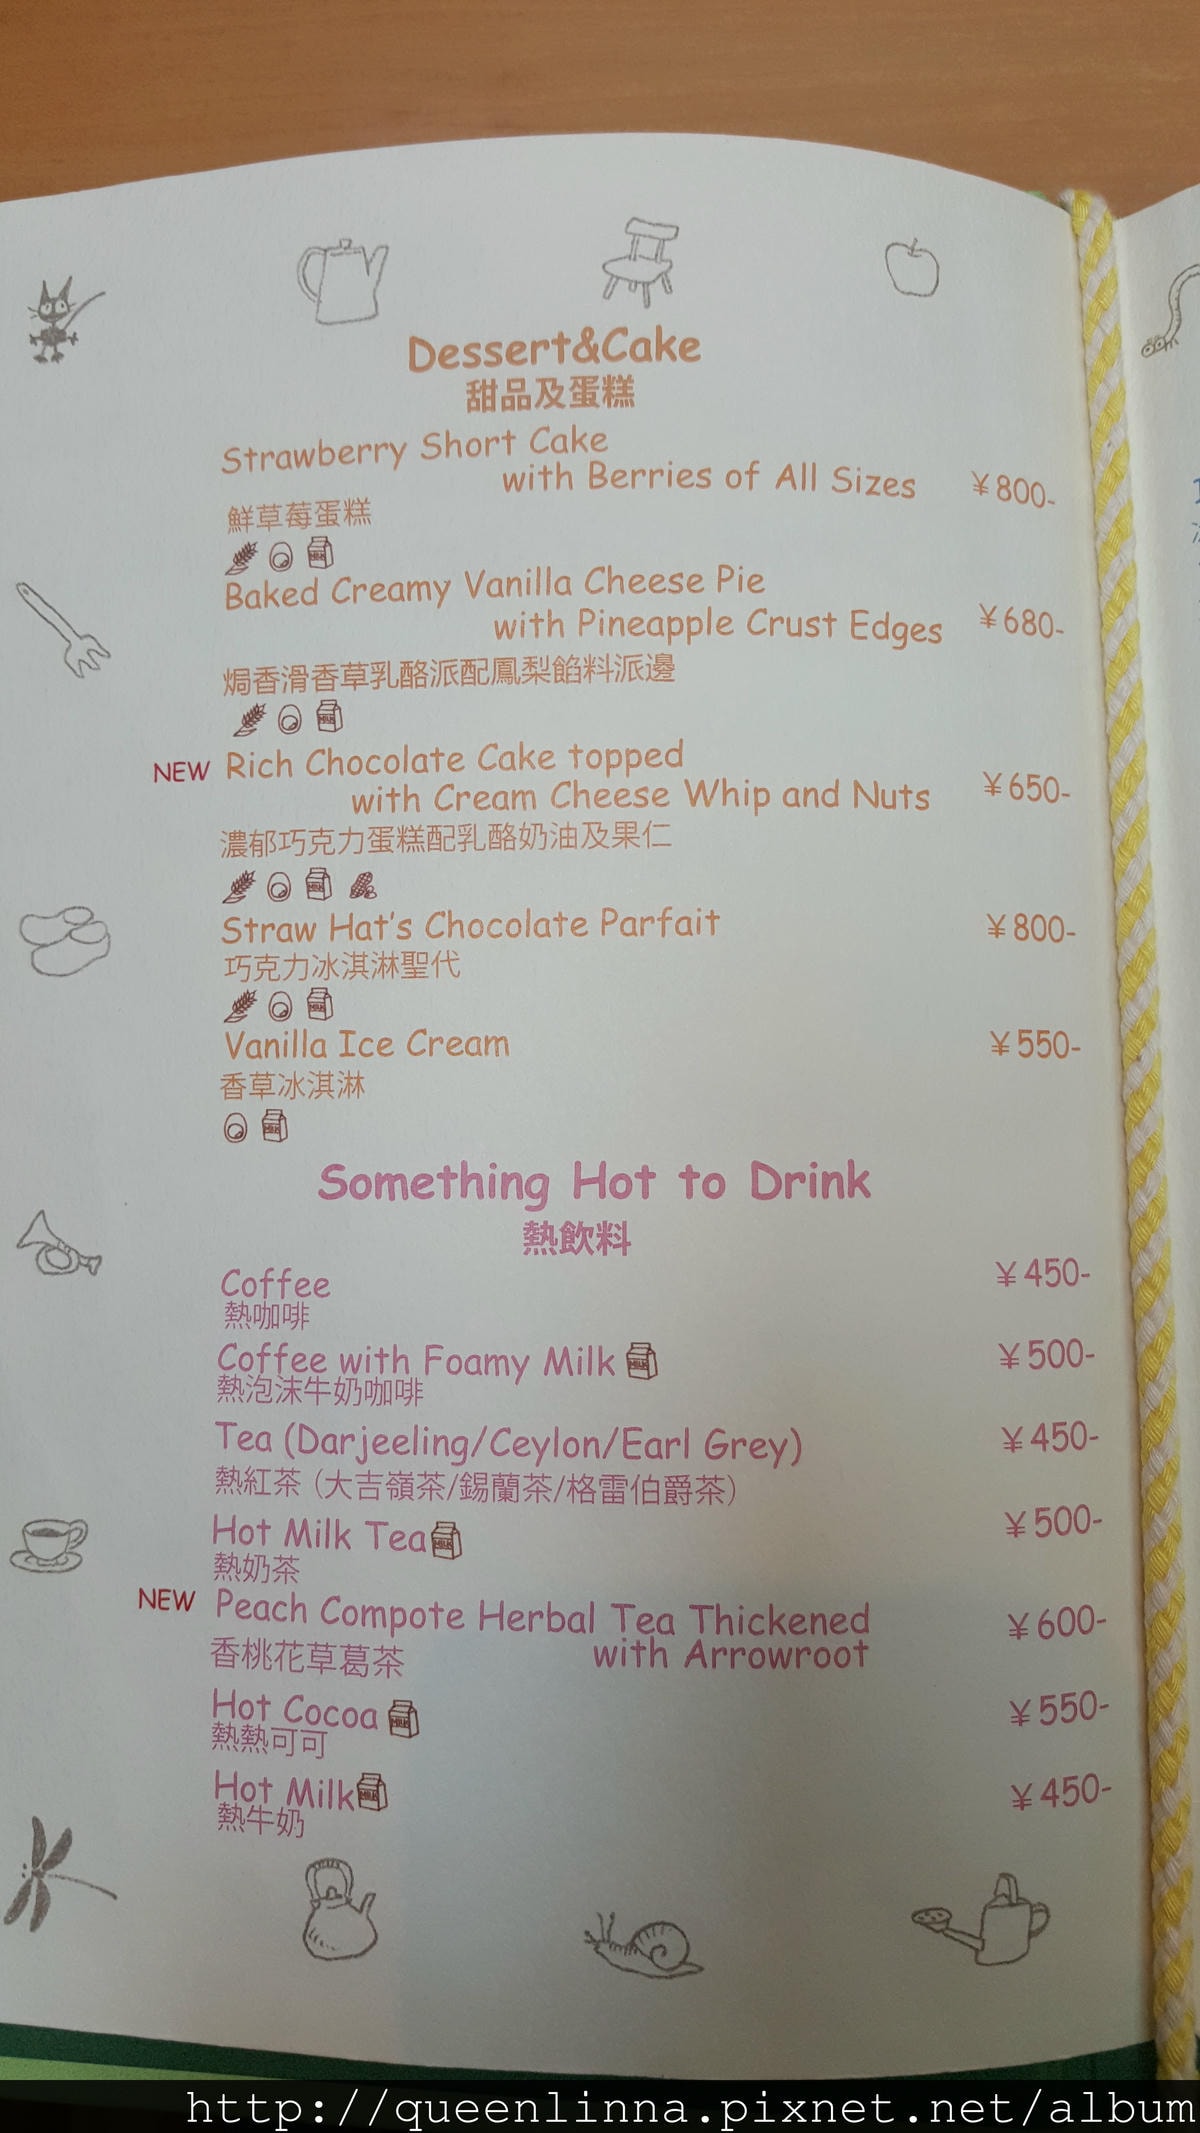 Dessert&Cake
甜品及蛋糕
Strawberry Short Cake
with Berries of All Sizes ¥800-
鮮草莓蛋糕
Baked Creamy Vanilla Cheese Pie
with Pineapple Crust Edges ¥680-
焗香滑香草乳酪派配鳳梨餡料派邊
NEW Rich Chocolate Cake topped
with Cream Cheese Whip and Nuts ¥650-
濃郁巧克力蛋糕配乳酪奶油及果仁
Straw Hat's Chocolate Parfait ¥800-
巧克力冰淇淋聖代
Vanilla Ice Cream ¥550-
香草冰淇淋
Something Hot to Drink
熱飲料
Coffee ¥450-
熱咖啡
Coffee with Foamy Milk ¥500-
熱泡沫牛奶咖啡
Tea (Darjeeling/Ceylon/Earl Grey) ¥450-
熱紅茶（大吉嶺茶/錫蘭茶/格雷伯爵茶）
Hot Milk Tea ¥500-
熱奶茶
NEW Peach Compote Herbal Tea Thickened ¥600-
香桃花草葛茶 with Arrowroot
Hot Cocoa ¥550-
熱熱可可
Hot Milk ¥450-
熱牛奶
http://queenlinna.pixnet.net/album